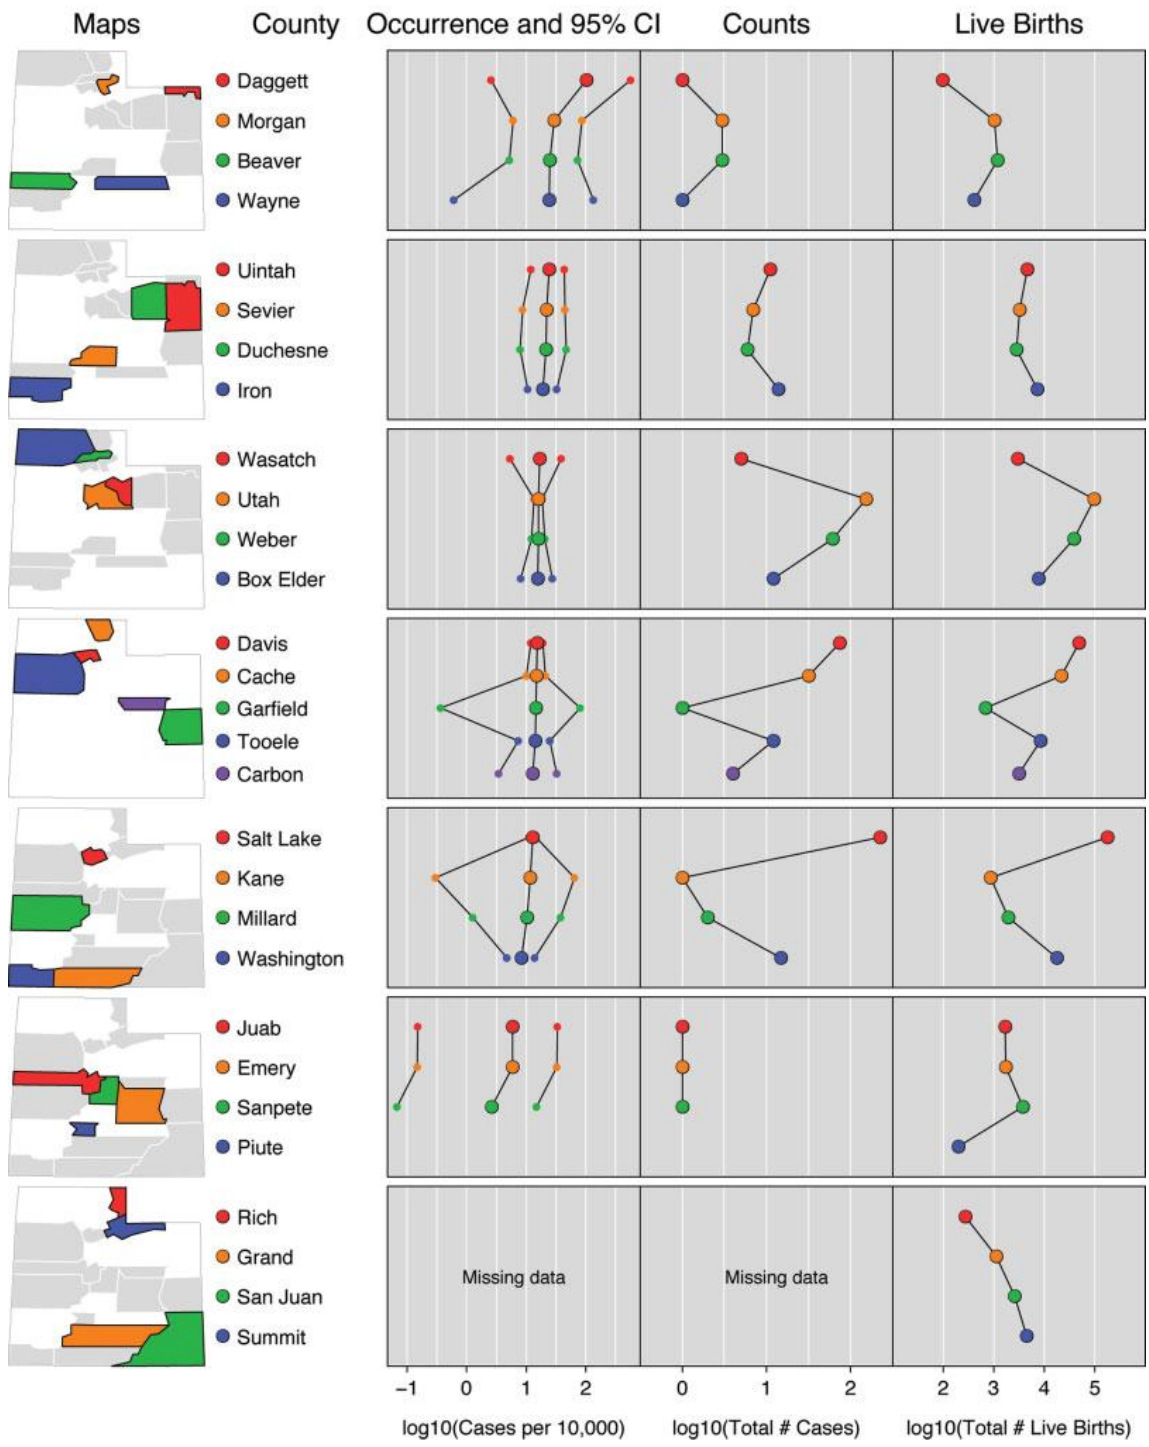 Maps County Occurrence and 95% CI Counts Live Births
Daggett
Morgan
Beaver
Wayne
Uintah
Sevier
Duchesne
Iron
Wasatch
Utah
Weber
Box Elder
Davis
Cache
Garfield
Tooele
Carbon
Salt Lake
Kane
Millard
Washington
Juab
Emery
Sanpete
Piute
Rich
Grand
Missing data Missing data
San Juan
Summit
−1 0 1 2 0 1 2 2 3 4 5
log10(Cases per 10,000) log10(Total # Cases) log10(Total # Live Births)